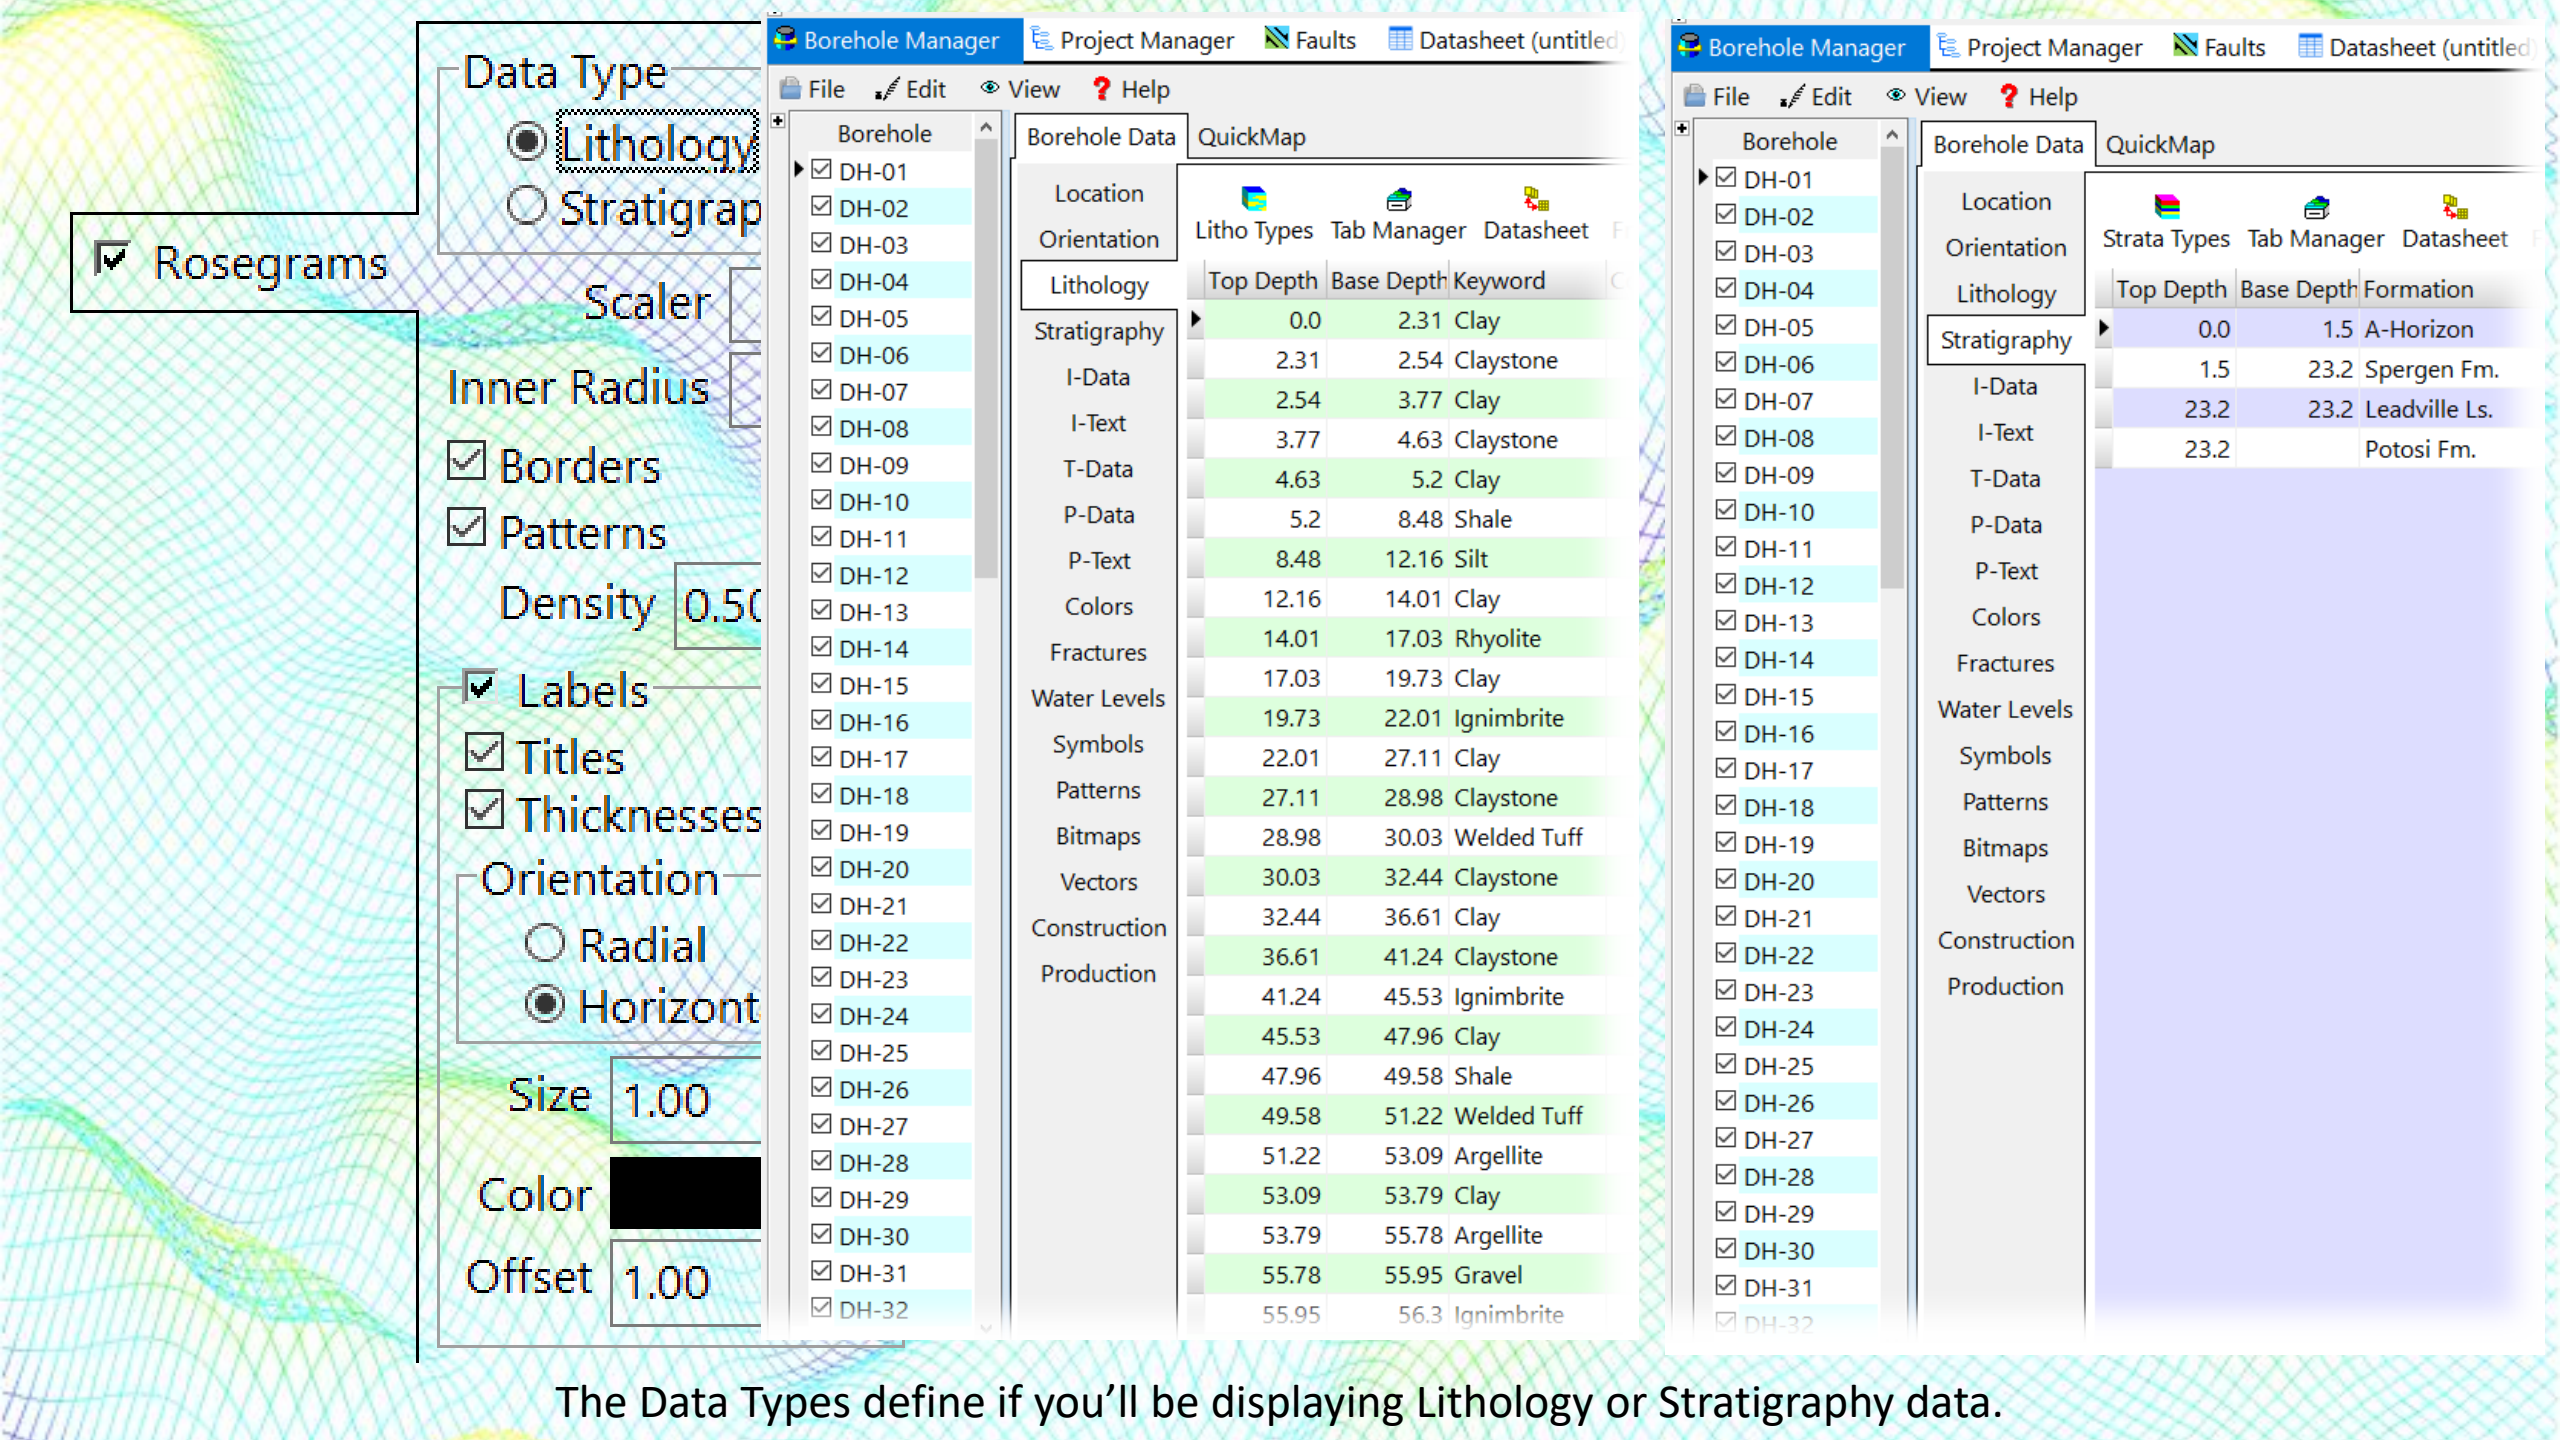 Data Type
Lithology
Stratigrap
Rosegrams
Scaler
Inner Radius
Borders
Patterns
Density 0.50
Labels
Titles
Thicknesses
Orientation
Radial
Horizont
Size 1.00
Color
Offset 1.00
Borehole Manager Project Manager Faults Datasheet (untitled
File Edit View Help
Borehole
DH-01
DH-02
DH-03
DH-04
DH-05
DH-06
DH-07
DH-08
DH-09
DH-10
DH-11
DH-12
DH-13
DH-14
DH-15
DH-16
DH-17
DH-18
DH-19
DH-20
DH-21
DH-22
DH-23
DH-24
DH-25
DH-26
DH-27
DH-28
DH-29
DH-30
DH-31
DH-32
Borehole Data QuickMap
Location
Orientation
Lithology
Stratigraphy
I-Data
I-Text
T-Data
P-Data
P-Text
Colors
Fractures
Water Levels
Symbols
Patterns
Bitmaps
Vectors
Construction
Production
Litho Types Tab Manager Datasheet
Top Depth Base Depth Keyword
0.0 2.31 Clay
2.31 2.54 Claystone
2.54 3.77 Clay
3.77 4.63 Claystone
4.63 5.2 Clay
5.2 8.48 Shale
8.48 12.16 Silt
12.16 14.01 Clay
14.01 17.03 Rhyolite
17.03 19.73 Clay
19.73 22.01 Ignimbrite
22.01 27.11 Clay
27.11 28.98 Claystone
28.98 30.03 Welded Tuff
30.03 32.44 Claystone
32.44 36.61 Clay
36.61 41.24 Claystone
41.24 45.53 Ignimbrite
45.53 47.96 Clay
47.96 49.58 Shale
49.58 51.22 Welded Tuff
51.22 53.09 Argellite
53.09 53.79 Clay
53.79 55.78 Argellite
55.78 55.95 Gravel
55.95 56.3 Ignimbrite
Borehole Manager Project Manager Faults Datasheet (untitled
File Edit View Help
Borehole
DH-01
DH-02
DH-03
DH-04
DH-05
DH-06
DH-07
DH-08
DH-09
DH-10
DH-11
DH-12
DH-13
DH-14
DH-15
DH-16
DH-17
DH-18
DH-19
DH-20
DH-21
DH-22
DH-23
DH-24
DH-25
DH-26
DH-27
DH-28
DH-29
DH-30
DH-31
DH-32
Borehole Data QuickMap
Location
Orientation
Lithology
Stratigraphy
I-Data
I-Text
T-Data
P-Data
P-Text
Colors
Fractures
Water Levels
Symbols
Patterns
Bitmaps
Vectors
Construction
Production
Strata Types Tab Manager Datasheet
Top Depth Base Depth Formation
0.0 1.5 A-Horizon
1.5 23.2 Spergen Fm.
23.2 23.2 Leadville Ls.
23.2 Potosi Fm.
The Data Types define if you’ll be displaying Lithology or Stratigraphy data.